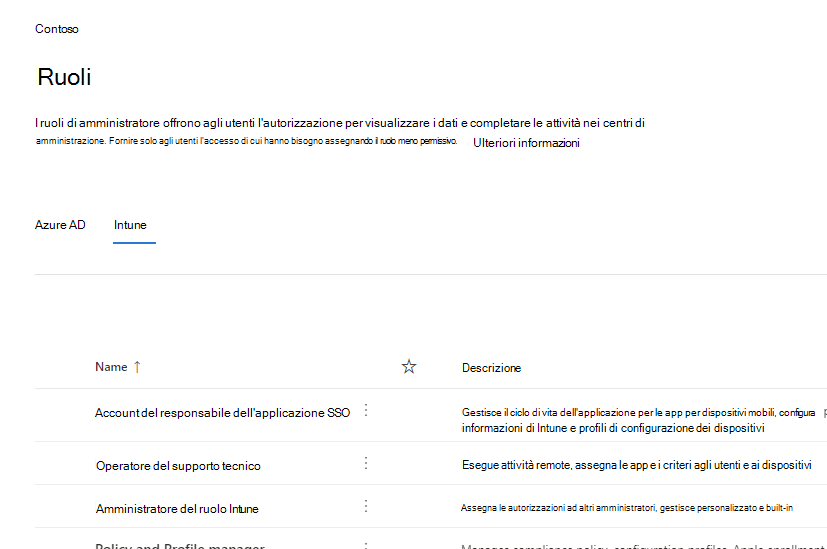 Contoso
Ruoli
I ruoli di amministratore offrono agli utenti l'autorizzazione per visualizzare i dati e completare le attività nei centri di
amministrazione. Fornire solo agli utenti l'accesso di cui hanno bisogno assegnando il ruolo meno permissivo. Ulteriori informazioni
Azure AD Intune
Name ↑ Descrizione
Account del responsabile dell'applicazione SSO Gestisce il ciclo di vita dell'applicazione per le app per dispositivi mobili, configura
informazioni di Intune e profili di configurazione dei dispositivi
Operatore del supporto tecnico Esegue attività remote, assegna le app e i criteri agli utenti e ai dispositivi
Amministratore del ruolo Intune Assegna le autorizzazioni ad altri amministratori, gestisce personalizzato e built-in
Policy and Profile manager Manages compliance policy, configuration profiles, Apple enrollment